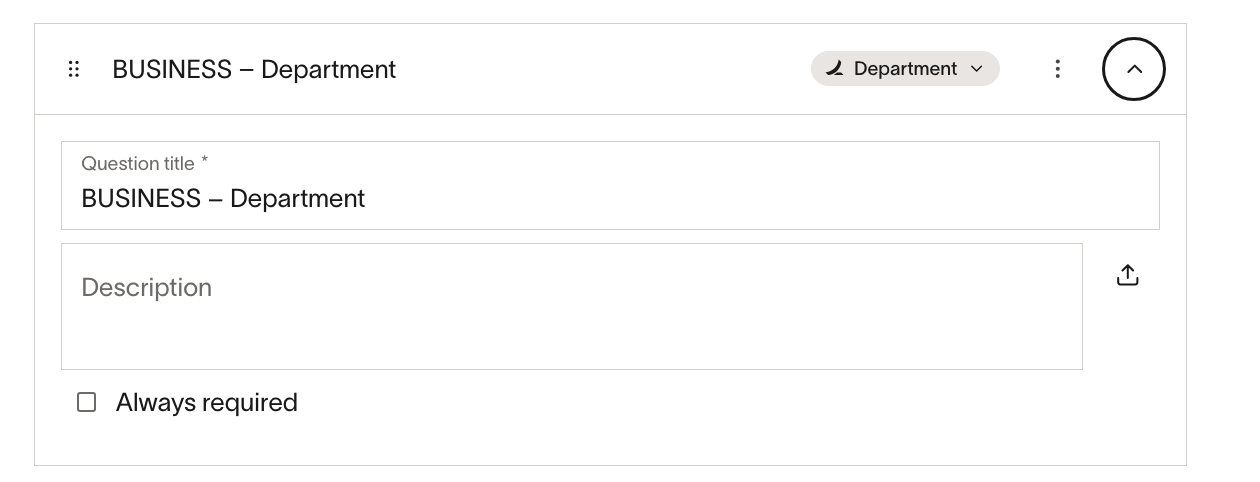 BUSINESS – Department
Department
Question title *
BUSINESS – Department
Description
Always required